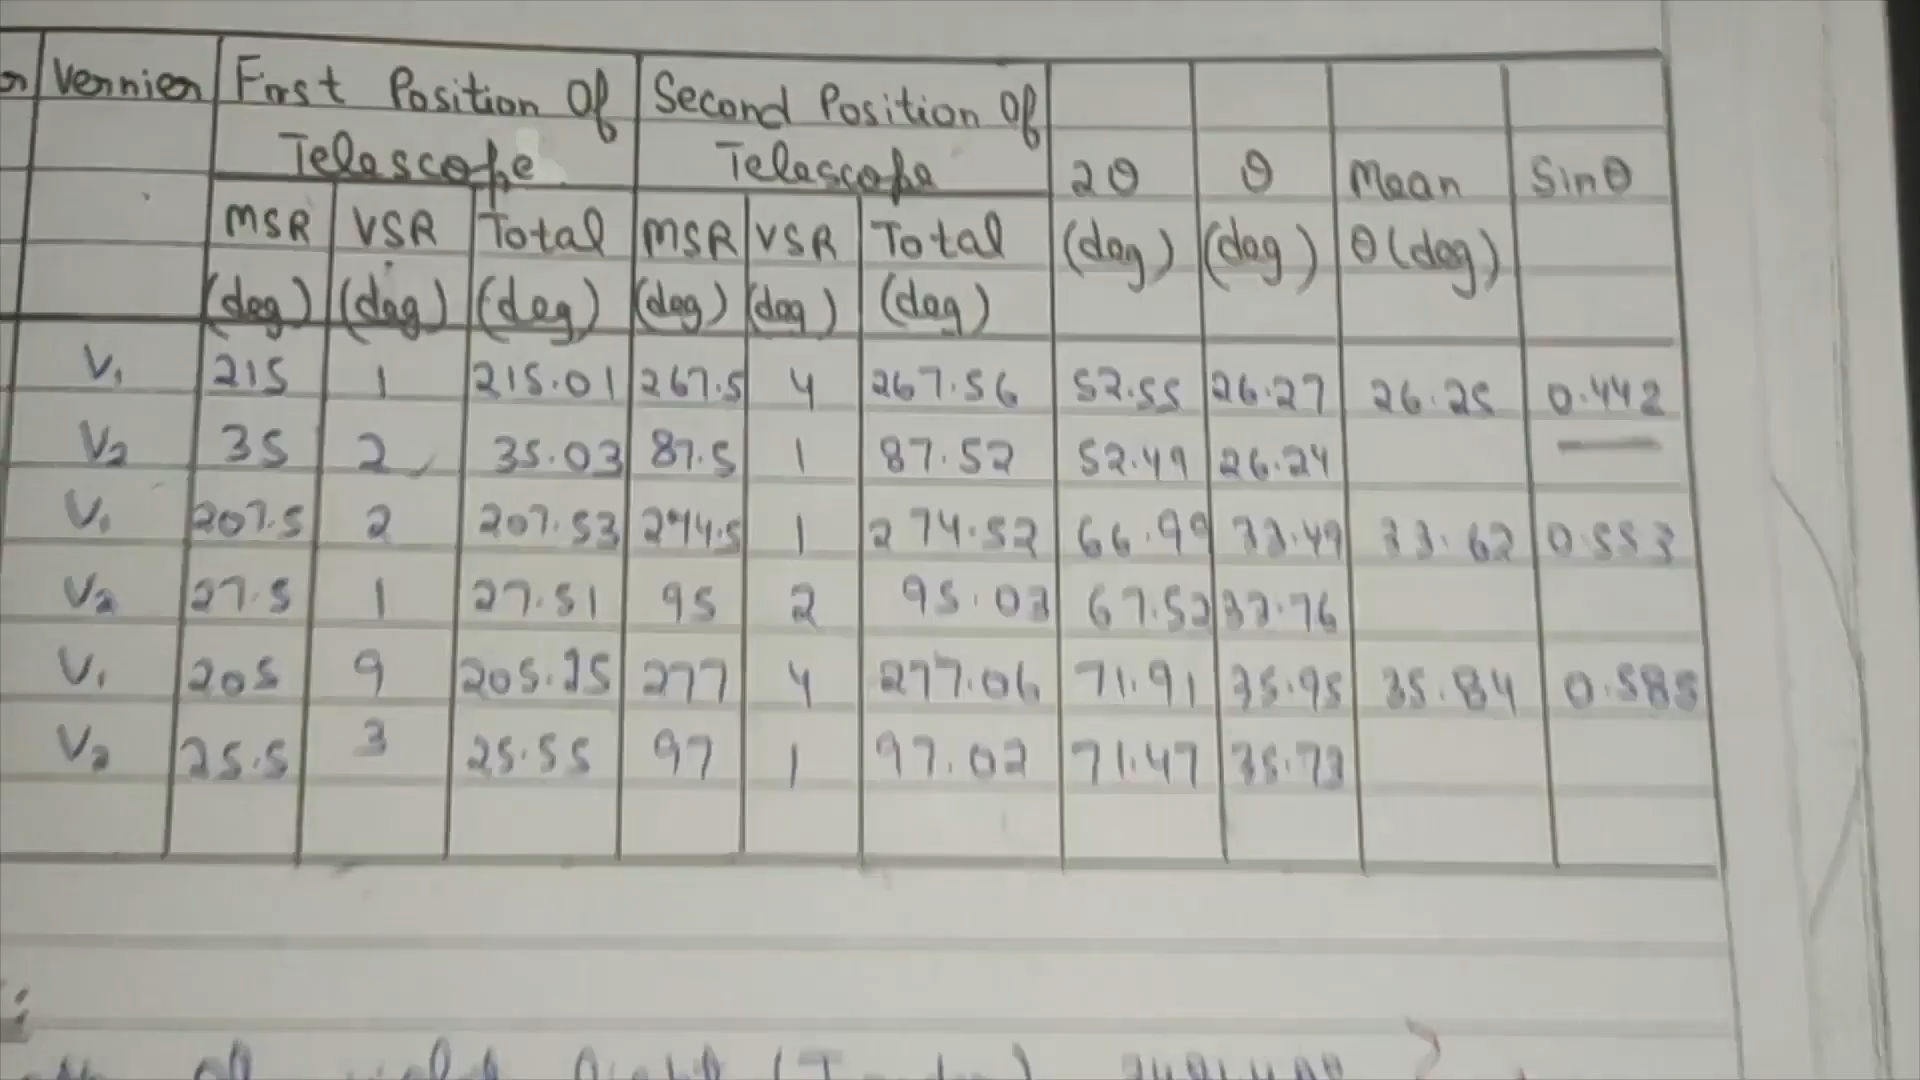 Vernier First Position Of Second Position Of
Telescope Telescope 2θ θ Mean Sinθ
MSR VSR Total MSR VSR Total (deg) (deg) θ(deg)
(deg) (deg) (deg) (deg) (deg) (deg)
V₁ 215 1 215.01 267.5 4 267.56 52.55 26.27 26.25 0.442
V₂ 35 2 35.03 87.5 1 87.52 52.49 26.24 —
V₁ 207.5 2 207.53 274.5 1 274.52 66.99 33.49 33.62 0.553
V₂ 27.5 1 27.51 95 2 95.03 67.52 33.76
V₁ 205 9 205.15 277 4 277.06 71.91 35.95 35.84 0.585
V₂ 25.5 3 25.55 97 1 97.02 71.47 35.73